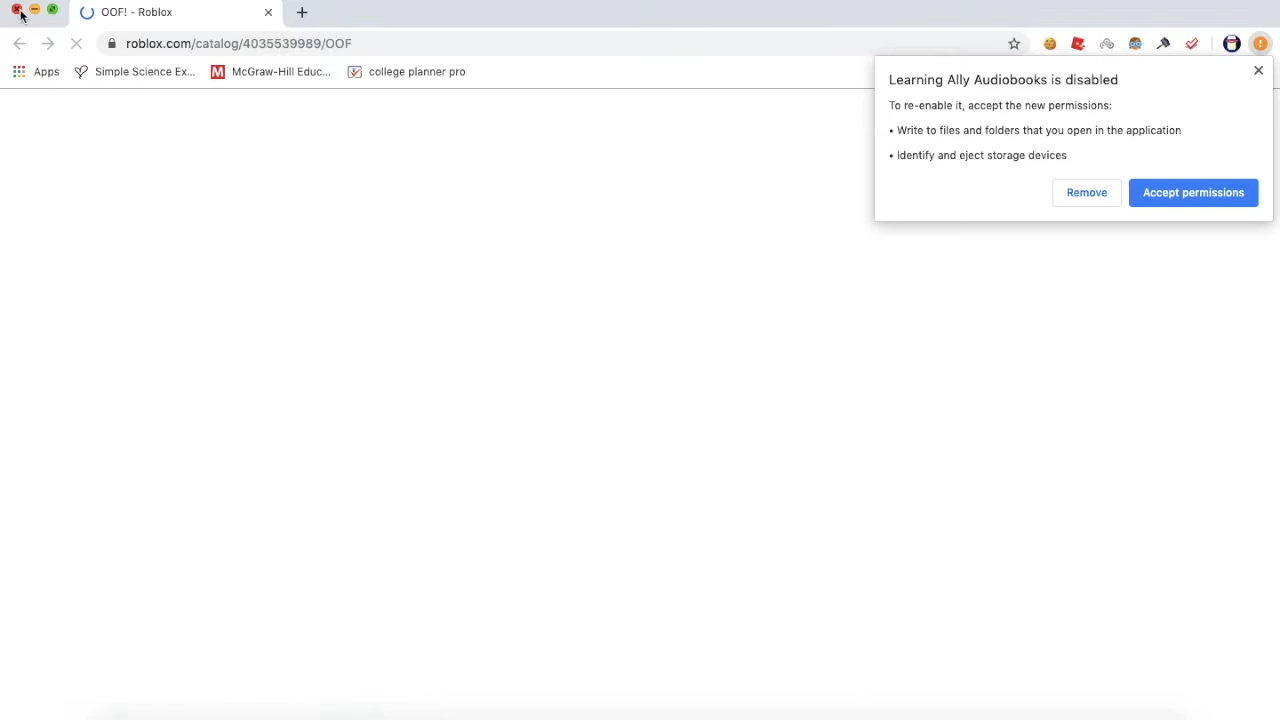 OOF! - Roblox
roblox.com/catalog/4035539989/OOF
Apps
Simple Science Ex...
M McGraw-Hill Educ...
college planner pro
Learning Ally Audiobooks is disabled
To re-enable it, accept the new permissions:
• Write to files and folders that you open in the application
• Identify and eject storage devices
Remove
Accept permissions